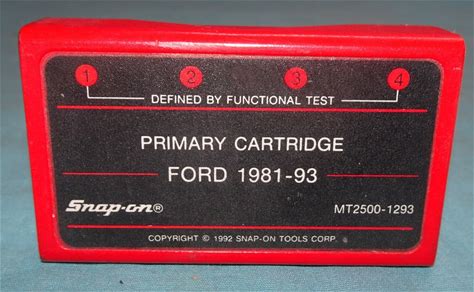 1 2 3 4
DEFINED BY FUNCTIONAL TEST
PRIMARY CARTRIDGE
FORD 1981-93
Snap-on® MT2500-1293
COPYRIGHT © 1992 SNAP-ON TOOLS CORP.